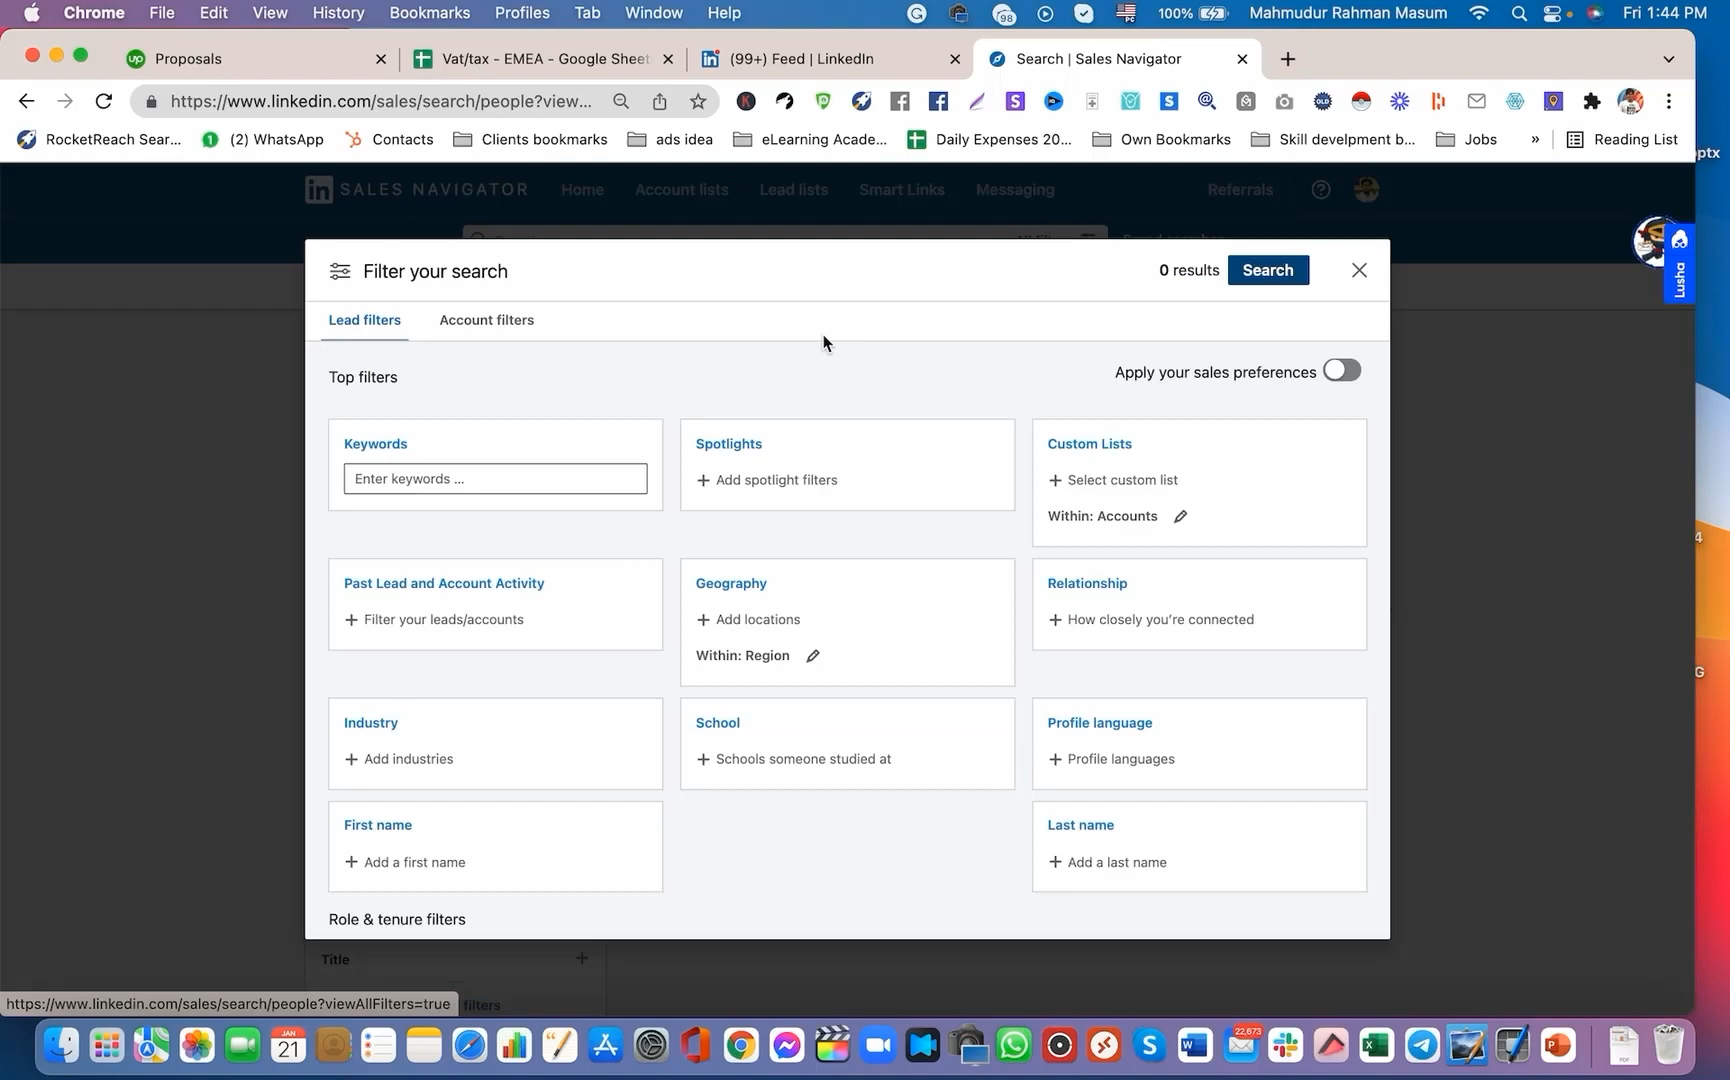 Chrome File Edit View History Bookmarks Profiles Tab Window Help 98 100% Mahmudur Rahman Masum Fri 1:44 PM
up Proposals Vat/tax - EMEA - Google Sheet (99+) Feed | LinkedIn Search | Sales Navigator
https://www.linkedin.com/sales/search/people?view...
RocketReach Sear... (2) WhatsApp Contacts Clients bookmarks ads idea eLearning Acade... Daily Expenses 20... Own Bookmarks Skill develpment b... Jobs » Reading List
pptx
in SALES NAVIGATOR Home Account lists Lead lists Smart Links Messaging Referrals
Lusha
Filter your search 0 results Search
Lead filters Account filters
Top filters Apply your sales preferences
Keywords Spotlights Custom Lists
Enter keywords ... + Add spotlight filters + Select custom list
Within: Accounts
Past Lead and Account Activity Geography Relationship
+ Filter your leads/accounts + Add locations + How closely you're connected
Within: Region
Industry School Profile language
+ Add industries + Schools someone studied at + Profile languages
First name Last name
+ Add a first name + Add a last name
Role & tenure filters
Title +
https://www.linkedin.com/sales/search/people?viewAllFilters=true filters
JAN
21
22,673